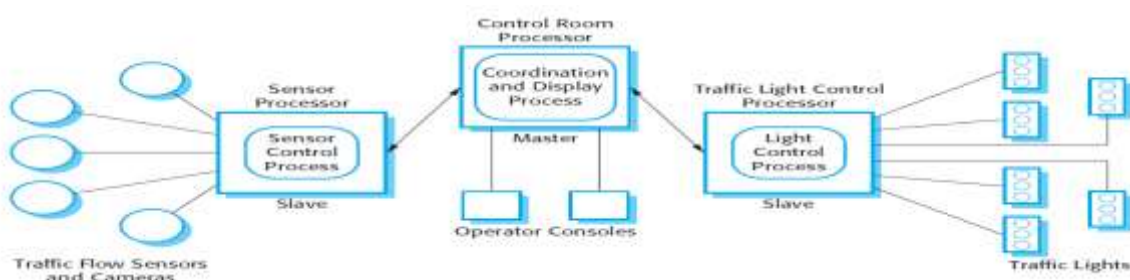 Control Room
Processor
Coordination
and Display
Process
Master
Sensor
Processor
Sensor
Control
Process
Slave
Traffic Light Control
Processor
Light
Control
Process
Slave
Operator Consoles
Traffic Flow Sensors
and Cameras
Traffic Lights